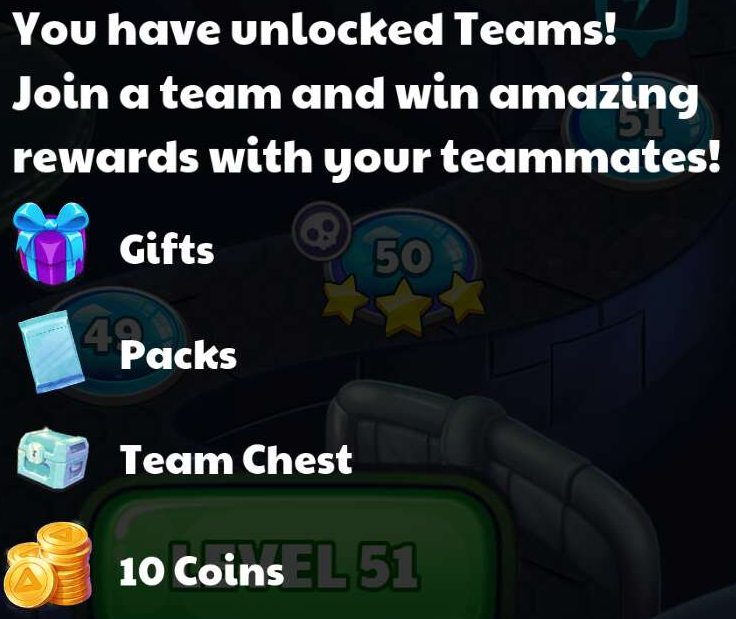 You have unlocked Teams!
Join a team and win amazing
rewards with your teammates!
51
Gifts
50
49
Packs
Team Chest
10 Coins
LEVEL 51